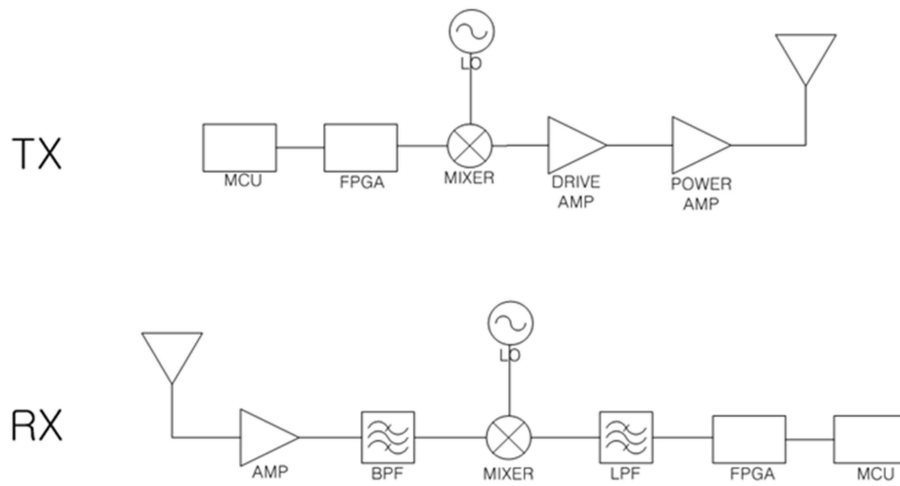 LO
TX
MCU
FPGA
MIXER
DRIVE
AMP
POWER
AMP
LO
RX
AMP
BPF
MIXER
LPF
FPGA
MCU